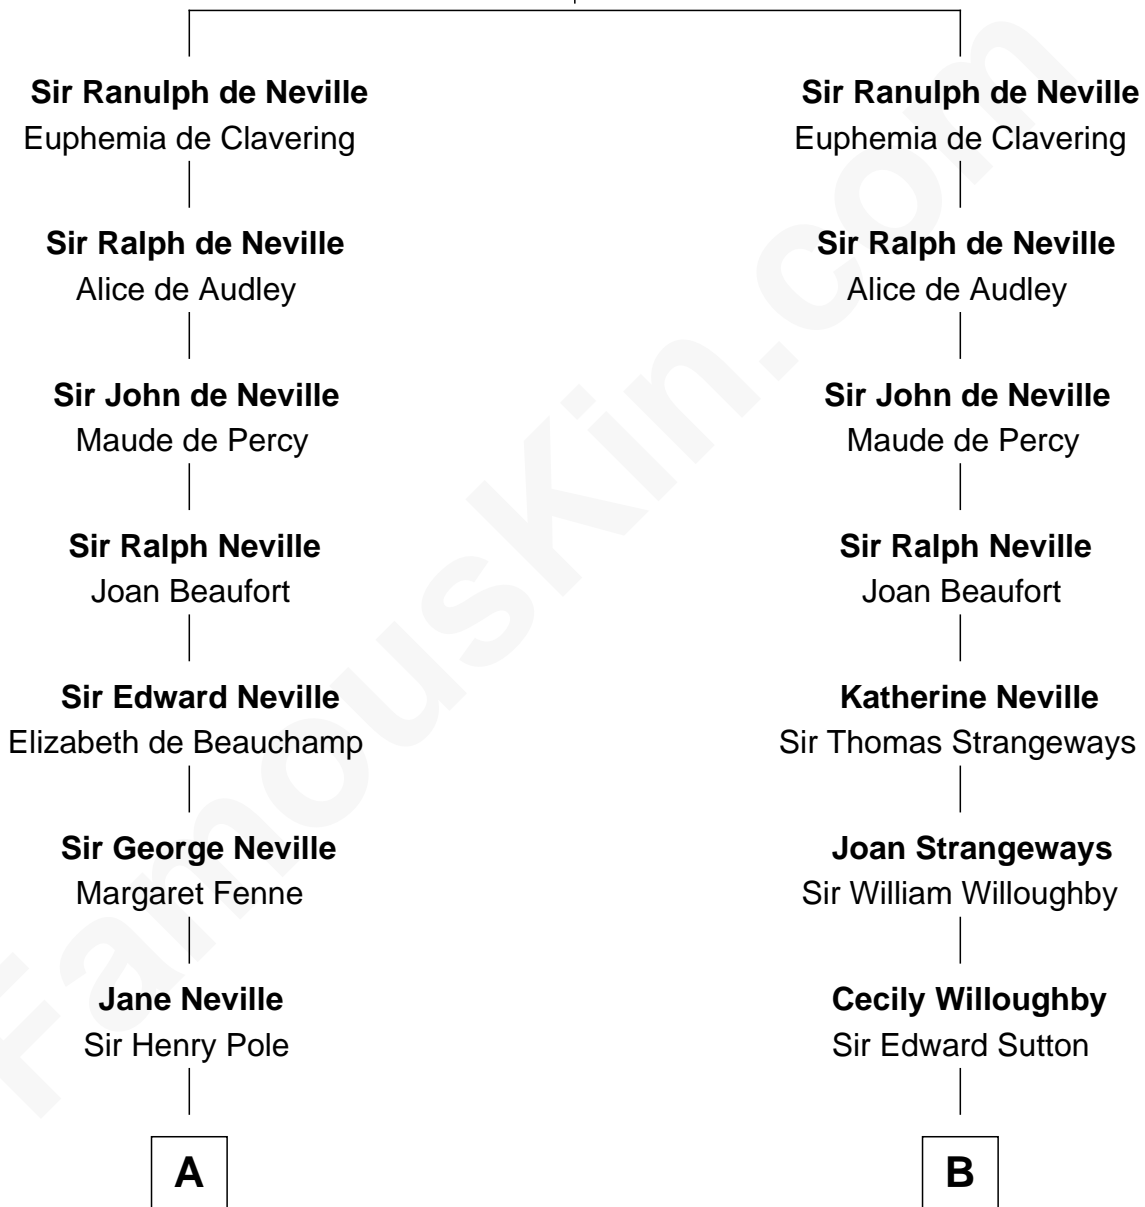 Sir Ranulph de Neville
Euphemia de Clavering
Sir Ralph de Neville
Alice de Audley
Sir John de Neville
Maude de Percy
Sir Ralph Neville
Joan Beaufort
Sir Edward Neville
Elizabeth de Beauchamp
Sir George Neville
Margaret Fenne
Jane Neville
Sir Henry Pole
A
Sir Ranulph de Neville
Euphemia de Clavering
Sir Ralph de Neville
Alice de Audley
Sir John de Neville
Maude de Percy
Sir Ralph Neville
Joan Beaufort
Katherine Neville
Sir Thomas Strangeways
Joan Strangeways
Sir William Willoughby
Cecily Willoughby
Sir Edward Sutton
B
FamousKin.com